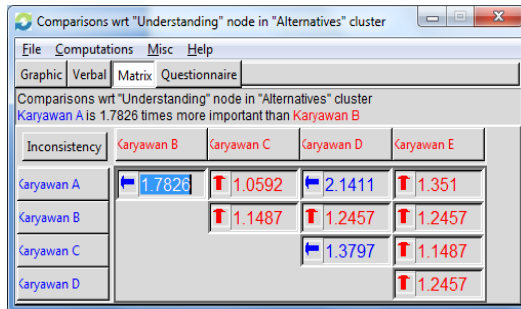 Comparisons wrt "Understanding" node in "Alternatives" cluster
File Computations Misc Help
Graphic Verbal Matrix Questionnaire
Comparisons wrt "Understanding" node in "Alternatives" cluster
Karyawan A is 1.7826 times more important than Karyawan B
Inconsistency Karyawan B Karyawan C Karyawan D Karyawan E
Karyawan A 1.7826 1.0592 2.1411 1.351
Karyawan B 1.1487 1.2457 1.2457
Karyawan C 1.3797 1.1487
Karyawan D 1.2457